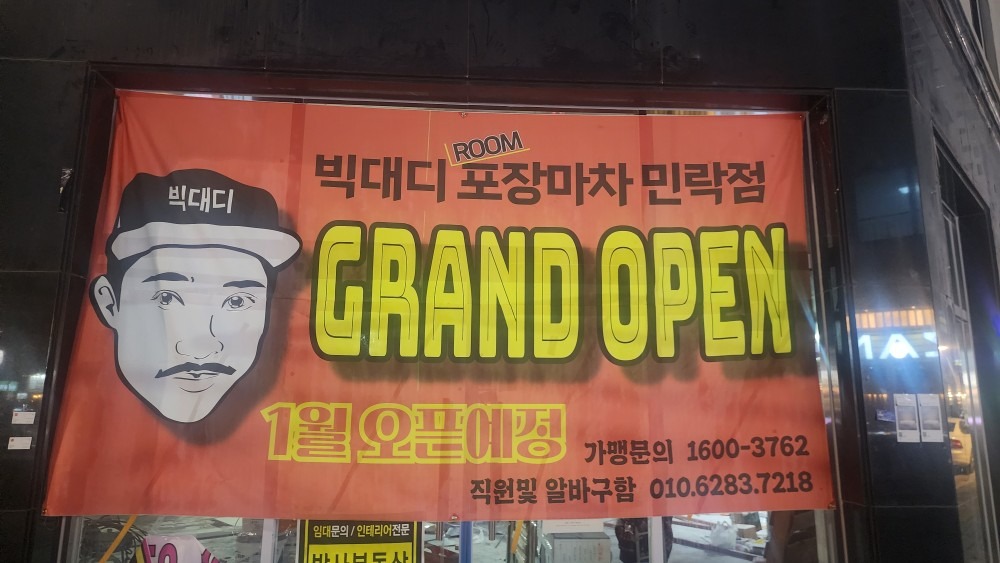 ROOM
빅대디 포장마차 민락점
빅대디
GRAND OPEN
1월 오픈예정
가맹문의 1600-3762
직원및 알바구함 010.6283.7218
임대문의 / 인테리어전문